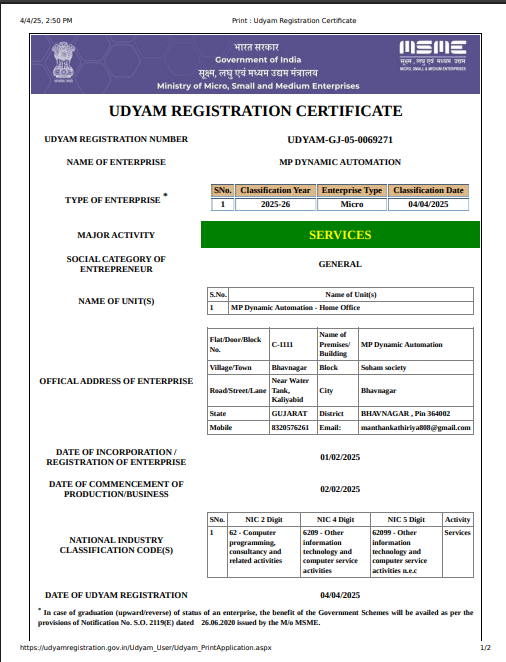 4/4/25, 2:50 PM Print : Udyam Registration Certificate
भारत सरकार
Government of India
सूक्ष्म, लघु एवं मध्यम उद्यम मंत्रालय
Ministry of Micro, Small and Medium Enterprises
MSME
सूक्ष्म, लघु एवं मध्यम उद्यम
MICRO, SMALL & MEDIUM ENTERPRISES
UDYAM REGISTRATION CERTIFICATE
UDYAM REGISTRATION NUMBER UDYAM-GJ-05-0069271
NAME OF ENTERPRISE MP DYNAMIC AUTOMATION
TYPE OF ENTERPRISE *
SNo. Classification Year Enterprise Type Classification Date
1 2025-26 Micro 04/04/2025
MAJOR ACTIVITY SERVICES
SOCIAL CATEGORY OF
ENTREPRENEUR
GENERAL
NAME OF UNIT(S)
S.No. Name of Unit(s)
1 MP Dynamic Automation - Home Office
OFFICAL ADDRESS OF ENTERPRISE
Flat/Door/Block
No.
C-1111
Name of
Premises/
Building
MP Dynamic Automation
Village/Town Bhavnagar Block Soham society
Road/Street/Lane
Near Water
Tank,
Kaliyabid
City Bhavnagar
State GUJARAT District BHAVNAGAR , Pin 364002
Mobile 8320576261 Email: manthankathiriya808@gmail.com
DATE OF INCORPORATION /
REGISTRATION OF ENTERPRISE
01/02/2025
DATE OF COMMENCEMENT OF
PRODUCTION/BUSINESS
02/02/2025
NATIONAL INDUSTRY
CLASSIFICATION CODE(S)
SNo. NIC 2 Digit NIC 4 Digit NIC 5 Digit Activity
1
62 - Computer
programming,
consultancy and
related activities
6209 - Other
information
technology and
computer service
activities
62099 - Other
information
technology and
computer service
activities n.e.c
Services
DATE OF UDYAM REGISTRATION 04/04/2025
* In case of graduation (upward/reverse) of status of an enterprise, the benefit of the Government Schemes will be availed as per the
provisions of Notification No. S.O. 2119(E) dated 26.06.2020 issued by the M/o MSME.
https://udyamregistration.gov.in/Udyam_User/Udyam_PrintApplication.aspx 1/2